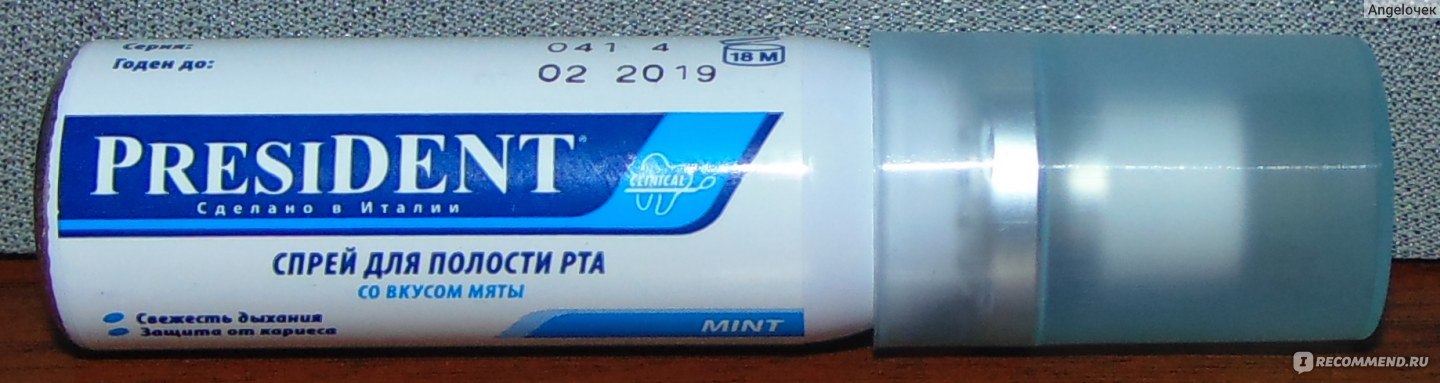 Angelочек
Серия: 041 4
Годен до: 02 2019
18 M
PRESIDENT®
CLINICAL
Сделано в Италии
СПРЕЙ ДЛЯ ПОЛОСТИ РТА
СО ВКУСОМ МЯТЫ
Свежесть дыхания
Защита от кариеса
MINT
I RECOMMEND.RU